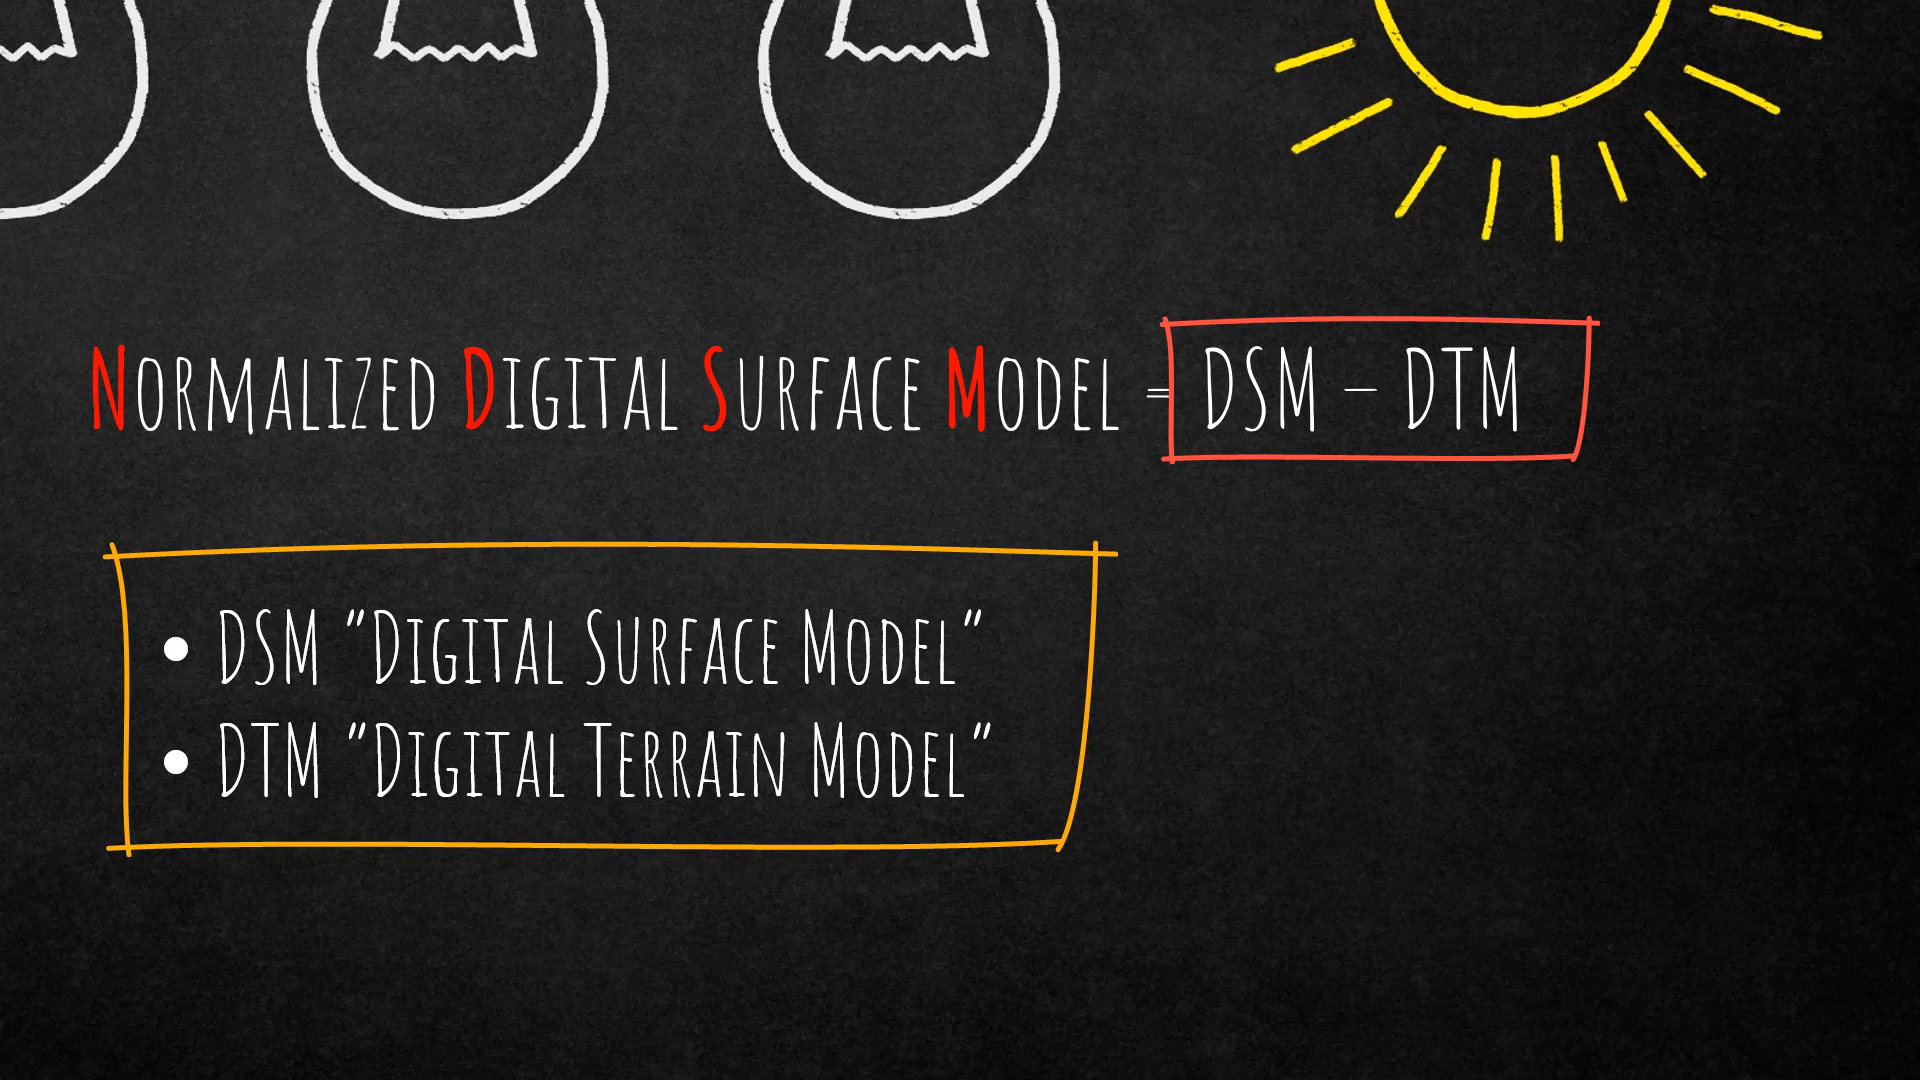 Normalized Digital Surface Model = DSM – DTM
• DSM "Digital Surface Model"
• DTM "Digital Terrain Model"